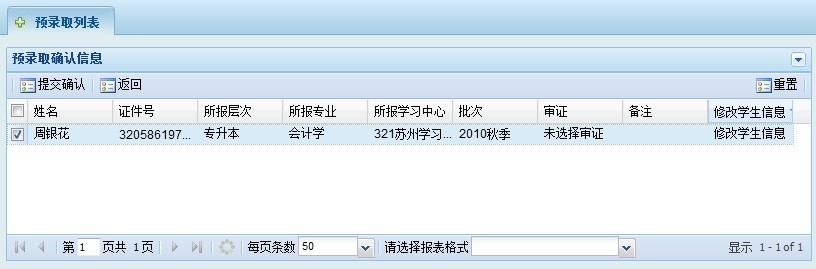 预录取列表
预录取确认信息
提交确认 返回 重置
姓名 证件号 所报层次 所报专业 所报学习中心 批次 审证 备注 修改学生信息
周银花 320586197... 专升本 会计学 321苏州学习... 2010秋季 未选择审证 修改学生信息
第 1 页共 1 页 每页条数 50 请选择报表格式 显示 1 - 1 of 1